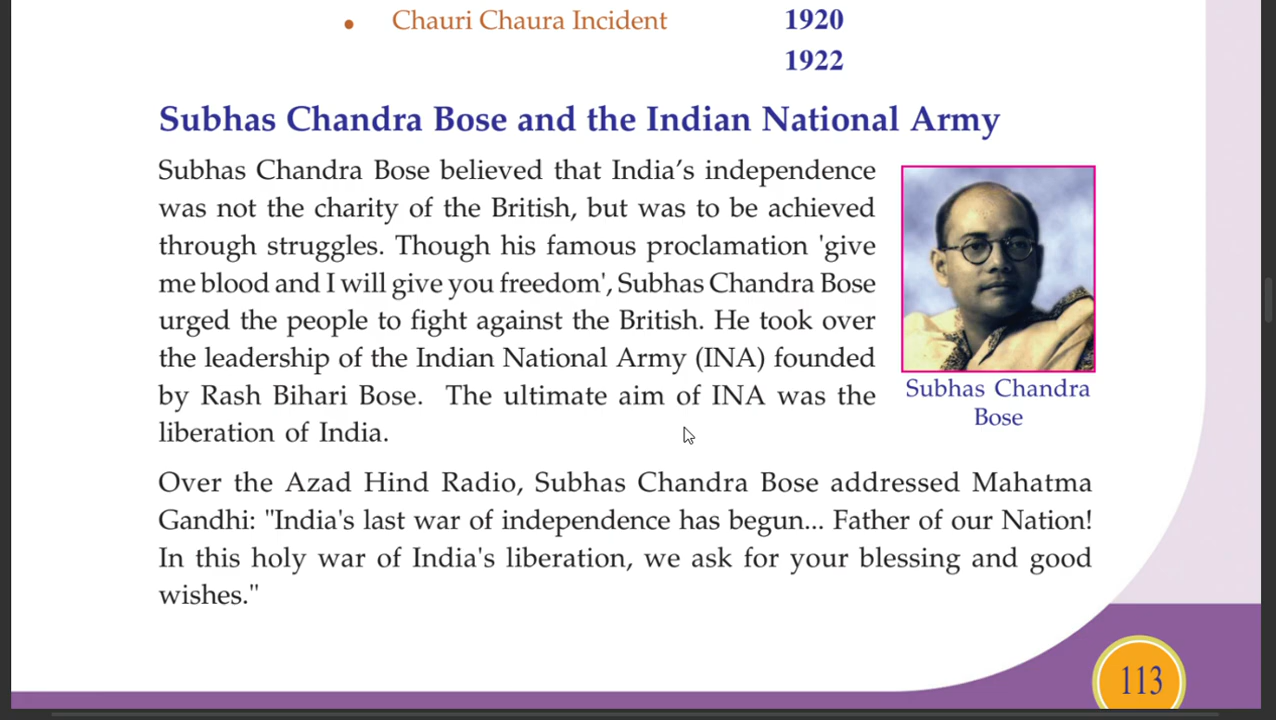 • Chauri Chaura Incident 1920
1922
Subhas Chandra Bose and the Indian National Army
Subhas Chandra Bose believed that India’s independence
was not the charity of the British, but was to be achieved
through struggles. Though his famous proclamation 'give
me blood and I will give you freedom', Subhas Chandra Bose
urged the people to fight against the British. He took over
the leadership of the Indian National Army (INA) founded
by Rash Bihari Bose. The ultimate aim of INA was the
liberation of India.
Subhas Chandra
Bose
Over the Azad Hind Radio, Subhas Chandra Bose addressed Mahatma
Gandhi: "India's last war of independence has begun... Father of our Nation!
In this holy war of India's liberation, we ask for your blessing and good
wishes."
113